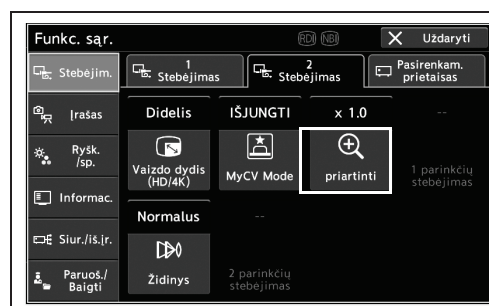 Funkc. sąr.
RDI NBI
Uždaryti
Stebėjim.
1
Stebėjimas
2
Stebėjimas
Pasirenkam.
prietaisas
Įrašas
Ryšk.
/sp.
Informac.
Siur./iš.įr.
Paruoš./
Baigti
Didelis
IŠJUNGTI
x 1.0
--
Vaizdo dydis
(HD/4K)
MyCV Mode
priartinti
1 parinkčių
stebėjimas
Normalus
--
Židinys
2 parinkčių
stebėjimas